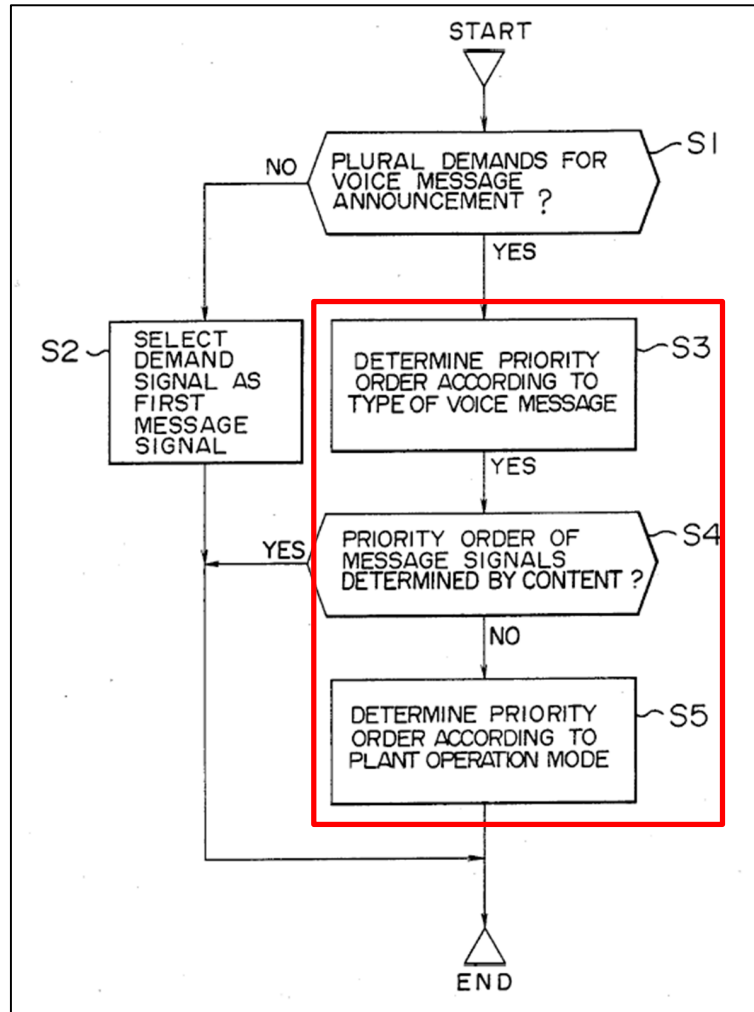 START
PLURAL DEMANDS FOR
VOICE MESSAGE
ANNOUNCEMENT ?
S1
NO
YES
S2
SELECT
DEMAND
SIGNAL AS
FIRST
MESSAGE
SIGNAL
DETERMINE PRIORITY
ORDER ACCORDING TO
TYPE OF VOICE MESSAGE
S3
YES
PRIORITY ORDER OF
MESSAGE SIGNALS
DETERMINED BY CONTENT ?
S4
YES
NO
DETERMINE PRIORITY
ORDER ACCORDING TO
PLANT OPERATION MODE
S5
END